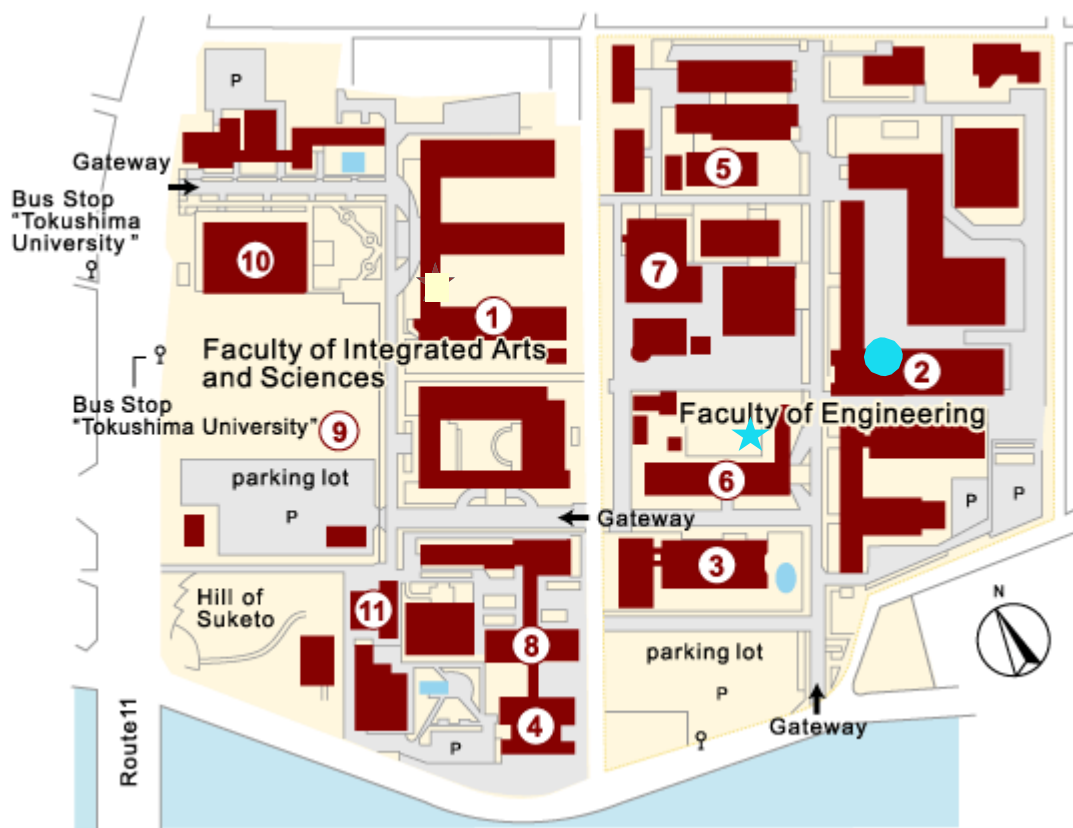 P
Gateway
Bus Stop
"Tokushima
University"
5
10
7
1
Faculty of Integrated Arts
and Sciences
2
Bus Stop
"Tokushima University"
9
Faculty of Engineering
parking lot
P
6
P
P
Gateway
3
Hill of
Suketo
11
N
8
parking lot
P
4
Gateway
P
Route11